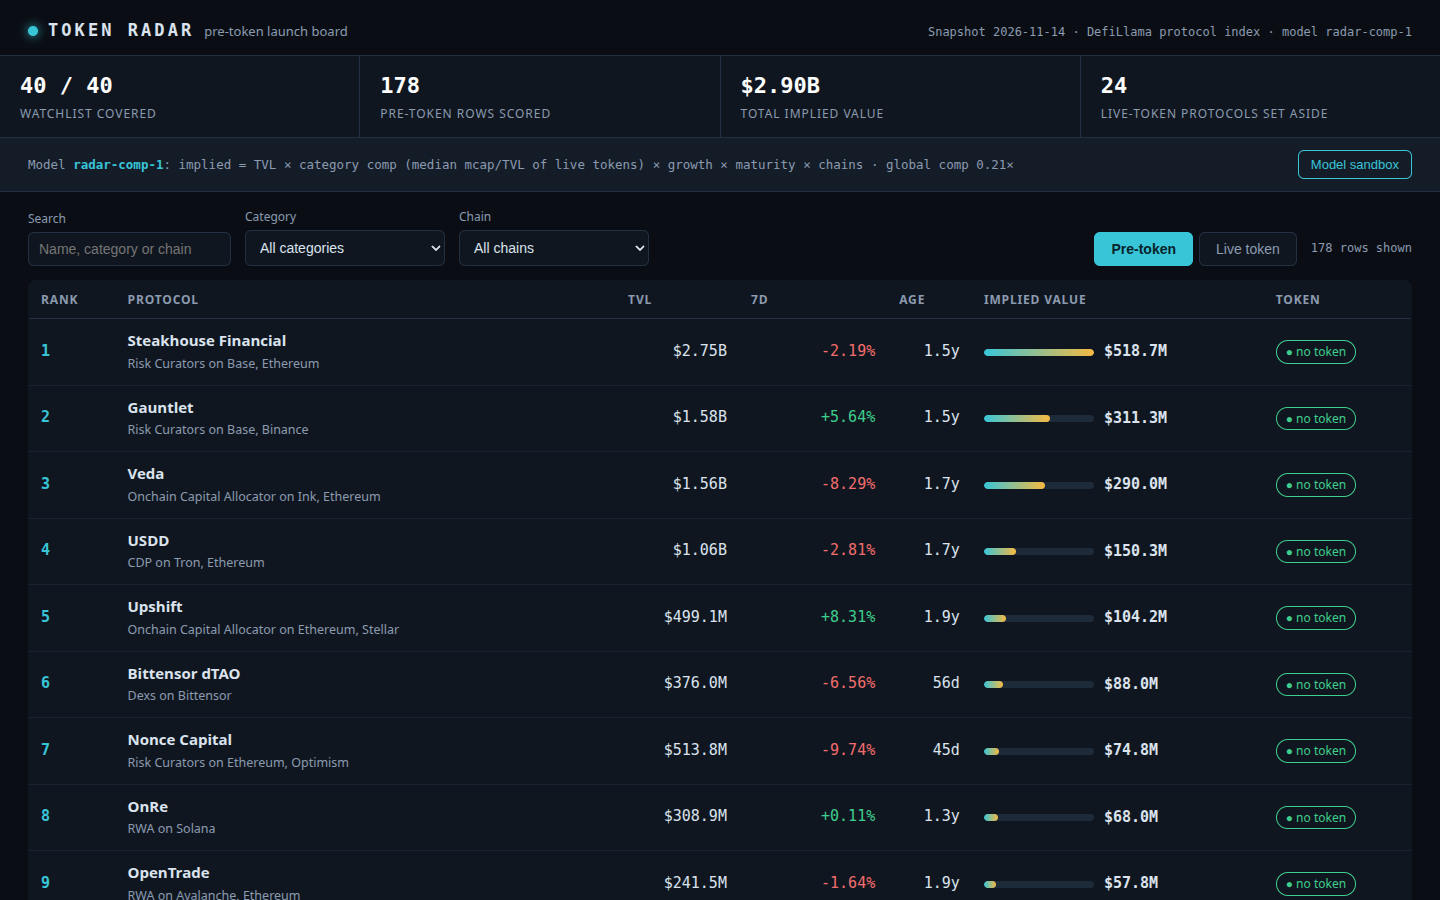 TOKEN RADAR pre-token launch board
Snapshot 2026-11-14 · DefiLlama protocol index · model radar-comp-1
40 / 40
WATCHLIST COVERED
178
PRE-TOKEN ROWS SCORED
$2.90B
TOTAL IMPLIED VALUE
24
LIVE-TOKEN PROTOCOLS SET ASIDE
Model radar-comp-1: implied = TVL × category comp (median mcap/TVL of live tokens) × growth × maturity × chains · global comp 0.21×
Model sandbox
Search
Category
Chain
Name, category or chain
All categories
All chains
Pre-token
Live token
178 rows shown
RANK PROTOCOL TVL 7D AGE IMPLIED VALUE TOKEN
1 Steakhouse Financial $2.75B -2.19% 1.5y $518.7M no token
Risk Curators on Base, Ethereum
2 Gauntlet $1.58B +5.64% 1.5y $311.3M no token
Risk Curators on Base, Binance
3 Veda $1.56B -8.29% 1.7y $290.0M no token
Onchain Capital Allocator on Ink, Ethereum
4 USDD $1.06B -2.81% 1.7y $150.3M no token
CDP on Tron, Ethereum
5 Upshift $499.1M +8.31% 1.9y $104.2M no token
Onchain Capital Allocator on Ethereum, Stellar
6 Bittensor dTAO $376.0M -6.56% 56d $88.0M no token
Dexs on Bittensor
7 Nonce Capital $513.8M -9.74% 45d $74.8M no token
Risk Curators on Ethereum, Optimism
8 OnRe $308.9M +0.11% 1.3y $68.0M no token
RWA on Solana
9 OpenTrade $241.5M -1.64% 1.9y $57.8M no token
RWA on Avalanche, Ethereum